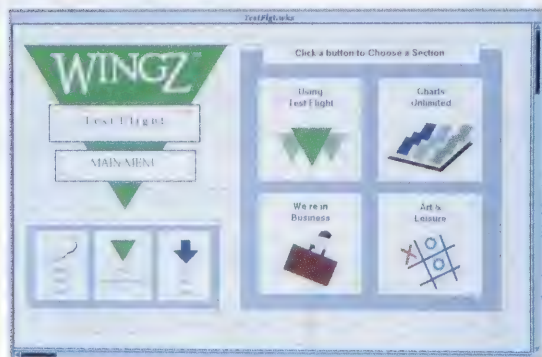 TestFlgt.wkz
WINGZ
Test Flight
MAIN MENU
Click a button to Choose a Section
Using
Test Flight
Charts
Unlimited
We're in
Business
Art is
Leisure